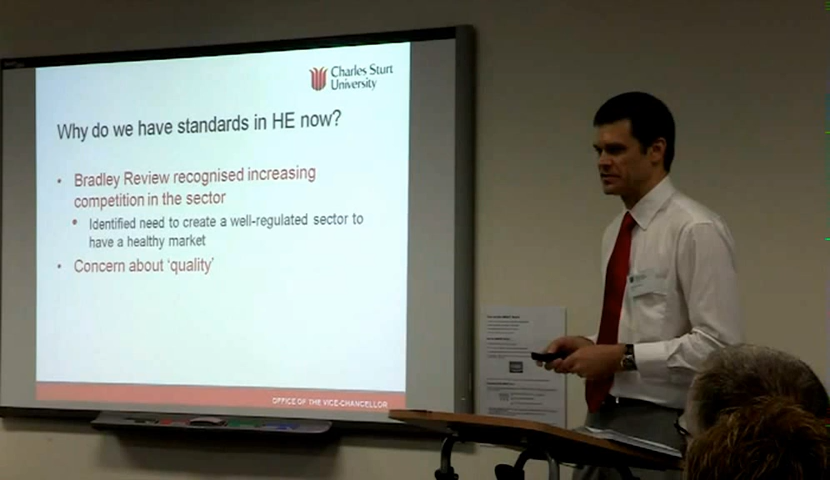 Charles Sturt
University
Why do we have standards in HE now?
• Bradley Review recognised increasing
competition in the sector
• Identified need to create a well-regulated sector to
have a healthy market
• Concern about ‘quality’
OFFICE OF THE VICE-CHANCELLOR